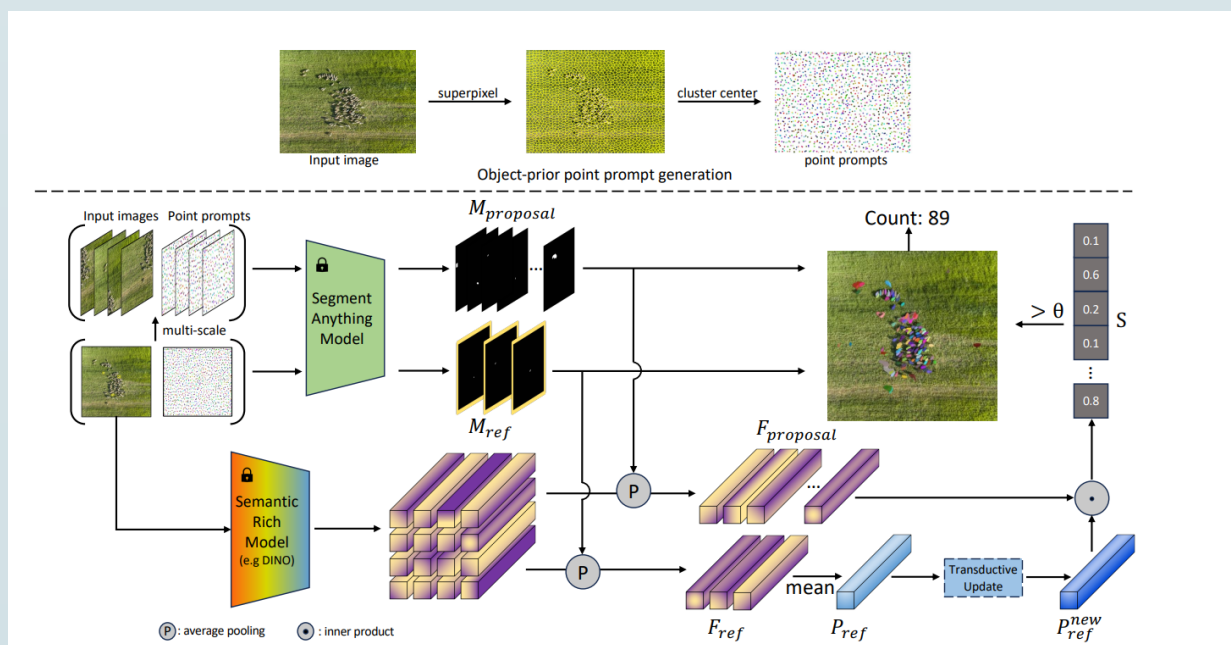 superpixel
cluster center
Input image
point prompts
Object-prior point prompt generation
Input images
Point prompts
M_proposal
Count: 89
0.1
0.6
0.2
0.1
⋮
0.8
S
> θ
Segment
Anything
Model
...
multi-scale
M_ref
F_proposal
P
...
Semantic
Rich
Model
(e.g DINO)
P
mean
Transductive
Update
F_ref
P_ref
P_ref^new
P : average pooling
: inner product